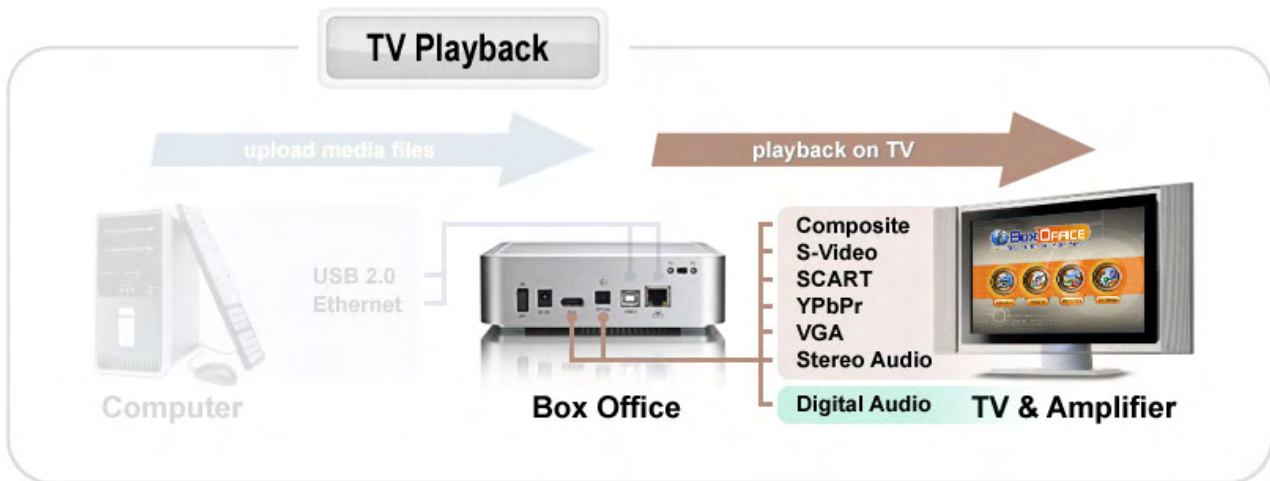 TV Playback
upload media files
playback on TV
USB 2.0
Ethernet
Composite
S-Video
SCART
YPbPr
VGA
Stereo Audio
Digital Audio
BoxOffice
Computer
Box Office
TV & Amplifier